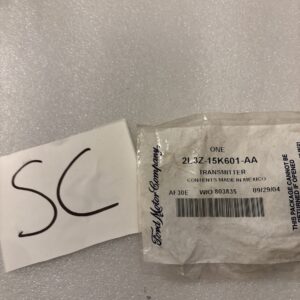 SC
Ford Motor Company
ONE
2L3Z-15K601-AA
TRANSMITTER
CONTENTS MADE IN MEXICO
AF30E W/O 803835 09/29/04
THIS PACKAGE CANNOT BE
RETURNED IF OPENED